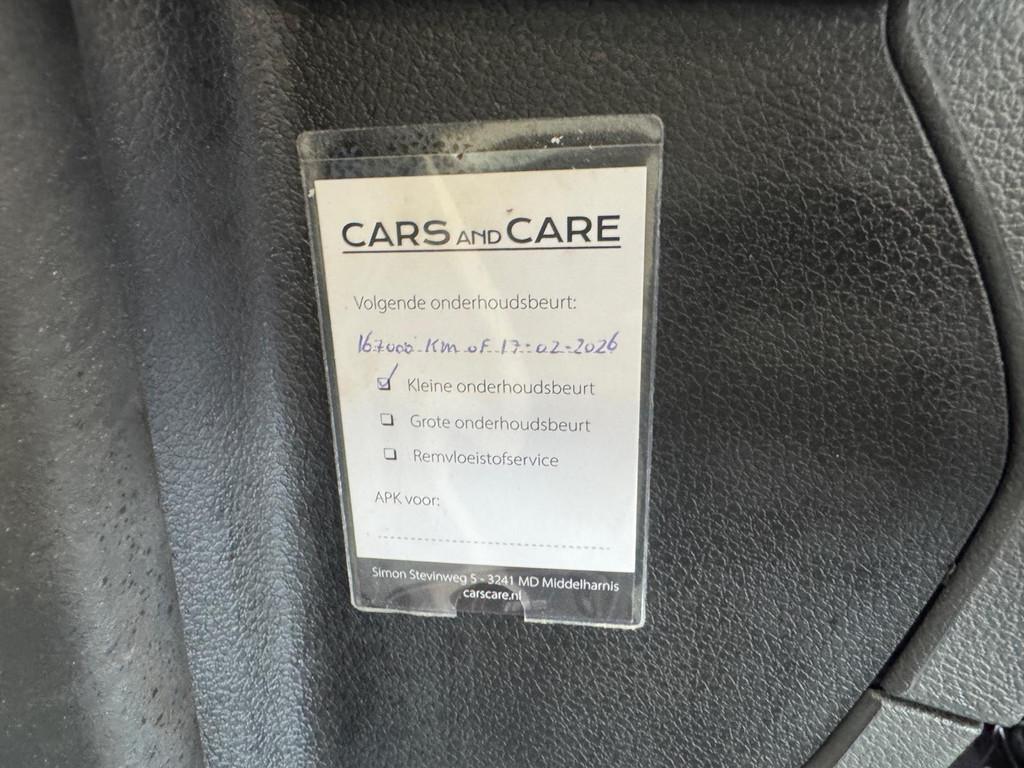 CARS AND CARE
Volgende onderhoudsbeurt:
167000 KM of 17-02-2026
Kleine onderhoudsbeurt
Grote onderhoudsbeurt
Remvloeistofservice
APK voor:
Simon Stevinweg 5 - 3241 MD Middelharnis
carscare.nl